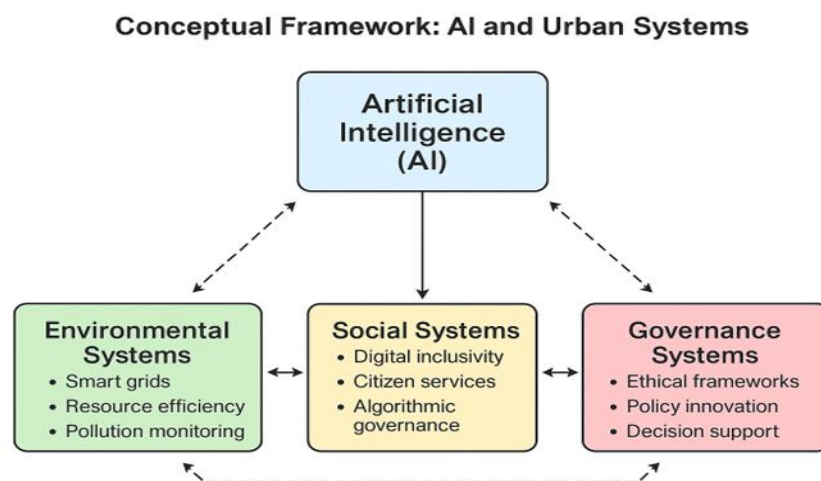 Conceptual Framework: AI and Urban Systems
Artificial
Intelligence
(AI)
Environmental
Systems
• Smart grids
• Resource efficiency
• Pollution monitoring
Social Systems
• Digital inclusivity
• Citizen services
• Algorithmic
governance
Governance
Systems
• Ethical frameworks
• Policy innovation
• Decision support